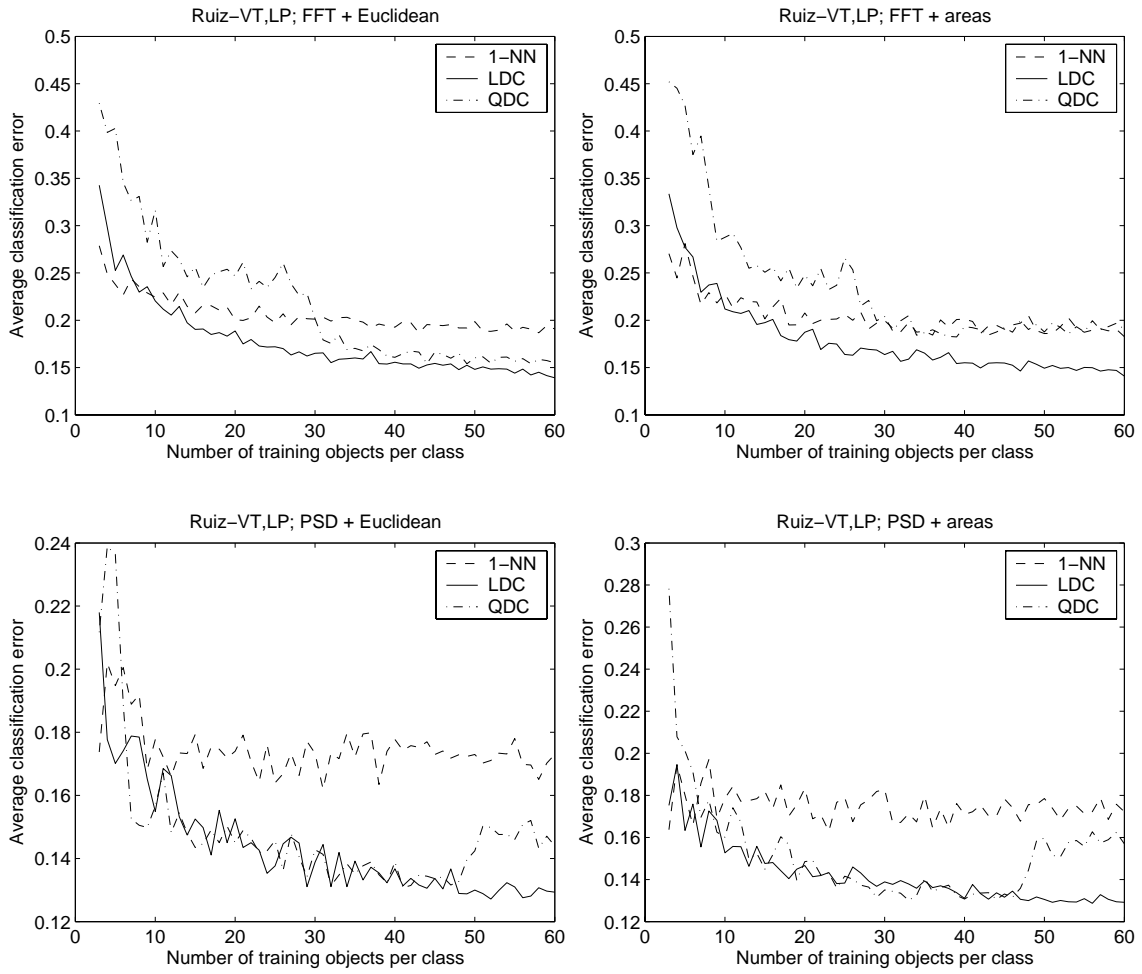 Ruiz−VT,LP; FFT + Euclidean
Average classification error
0.5
0.45
0.4
0.35
0.3
0.25
0.2
0.15
0.1
1−NN
LDC
QDC
0 10 20 30 40 50 60
Number of training objects per class
Ruiz−VT,LP; FFT + areas
Average classification error
0.5
0.45
0.4
0.35
0.3
0.25
0.2
0.15
0.1
1−NN
LDC
QDC
0 10 20 30 40 50 60
Number of training objects per class
Ruiz−VT,LP; PSD + Euclidean
Average classification error
0.24
0.22
0.2
0.18
0.16
0.14
0.12
1−NN
LDC
QDC
0 10 20 30 40 50 60
Number of training objects per class
Ruiz−VT,LP; PSD + areas
Average classification error
0.3
0.28
0.26
0.24
0.22
0.2
0.18
0.16
0.14
0.12
1−NN
LDC
QDC
0 10 20 30 40 50 60
Number of training objects per class